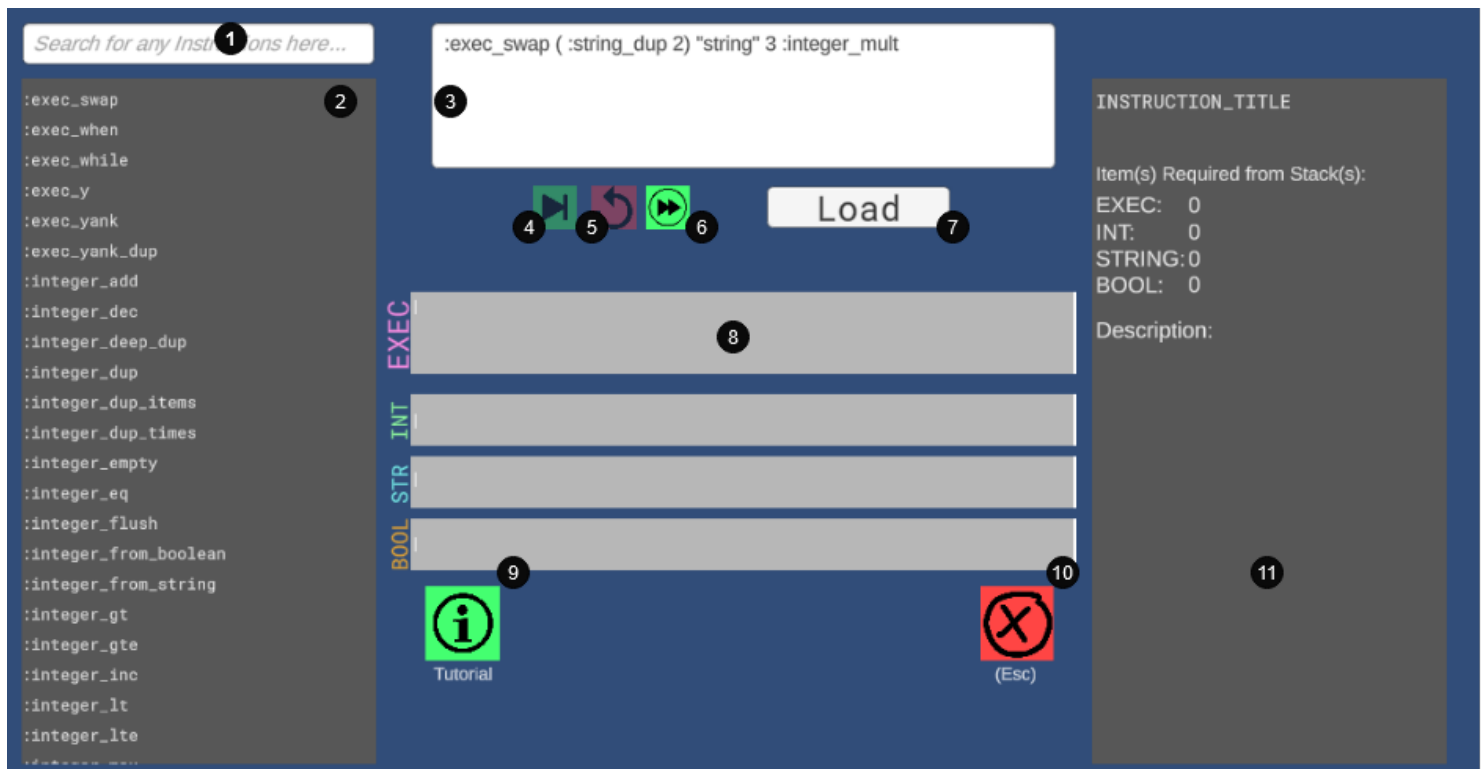 Search for any Instructions here...
1
:exec_swap
2
:exec_when
:exec_while
:exec_y
:exec_yank
:exec_yank_dup
:integer_add
:integer_dec
:integer_deep_dup
:integer_dup
:integer_dup_items
:integer_dup_times
:integer_empty
:integer_eq
:integer_flush
:integer_from_boolean
:integer_from_string
:integer_gt
:integer_gte
:integer_inc
:integer_lt
:integer_lte
:exec_swap ( :string_dup 2) "string" 3 :integer_mult
3
4
5
6
Load
7
EXEC
8
INT
STR
BOOL
9
Tutorial
10
(Esc)
INSTRUCTION_TITLE
Item(s) Required from Stack(s):
EXEC: 0
INT: 0
STRING: 0
BOOL: 0
Description:
11